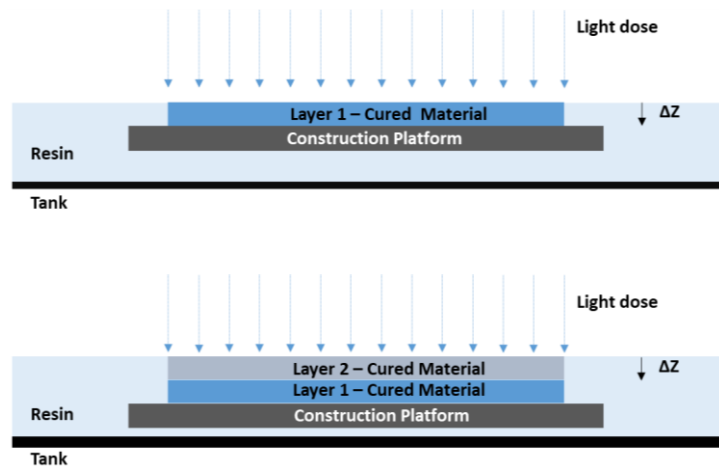 Light dose
Layer 1 – Cured Material
ΔZ
Construction Platform
Resin
Tank
Light dose
Layer 2 – Cured Material
ΔZ
Layer 1 – Cured Material
Resin
Construction Platform
Tank